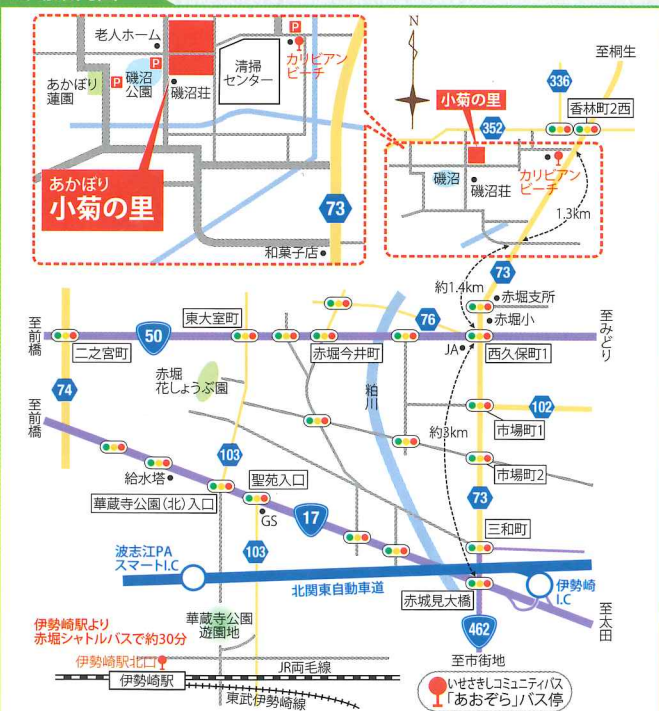 老人ホーム
P
P
P
カリビアン
ビーチ
清掃
センター
あかぼり
蓮園
磯沼
公園
磯沼荘
あかぼり
小菊の里
73
和菓子店
N
至桐生
336
小菊の里
352
香林町2西
カリビアン
ビーチ
磯沼
磯沼荘
1.3km
73
約1.4km
赤堀支所
赤堀小
至前橋
50
東大室町
76
至みどり
二之宮町
赤堀今井町
JA
西久保町1
74
赤堀
花しょうぶ園
粕川
102
至前橋
約3km
市場町1
103
市場町2
給水塔
聖苑入口
73
華蔵寺公園(北)入口
GS
17
三和町
波志江PA
スマートI.C
103
北関東自動車道
伊勢崎
I.C
赤城見大橋
華蔵寺公園
遊園地
至太田
462
伊勢崎駅より
赤堀シャトルバスで約30分
伊勢崎駅北口
JR両毛線
至市街地
伊勢崎駅
東武伊勢崎線
いせさきしコミュニティバス
「あおぞら」バス停